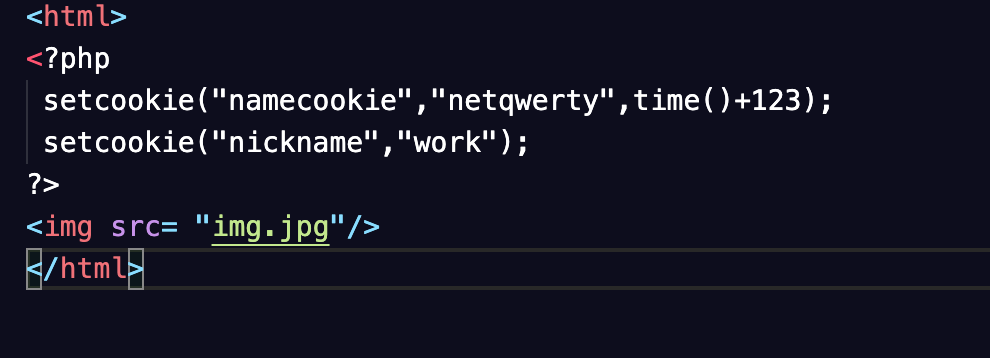 <html>
<?php
setcookie("namecookie","netqwerty",time()+123);
setcookie("nickname","work");
?>
<img src= "img.jpg"/>
</html>